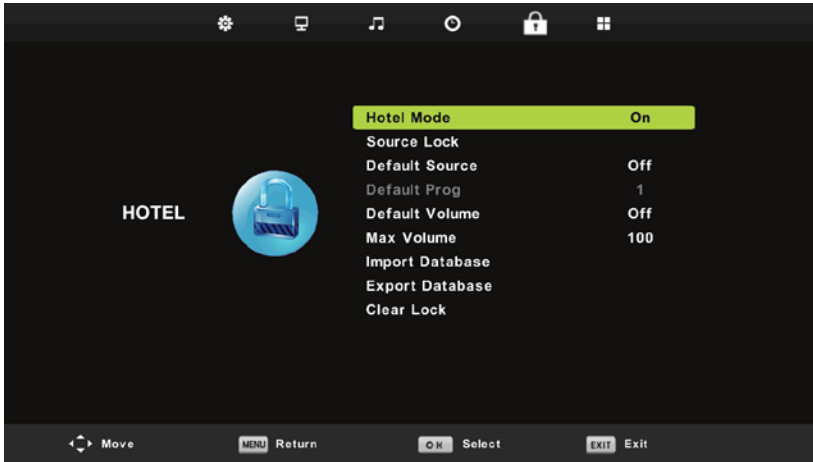 Hotel Mode On
Source Lock
Default Source Off
Default Prog 1
HOTEL
Default Volume Off
Max Volume 100
Import Database
Export Database
Clear Lock
Move MENU Return OK Select EXIT Exit